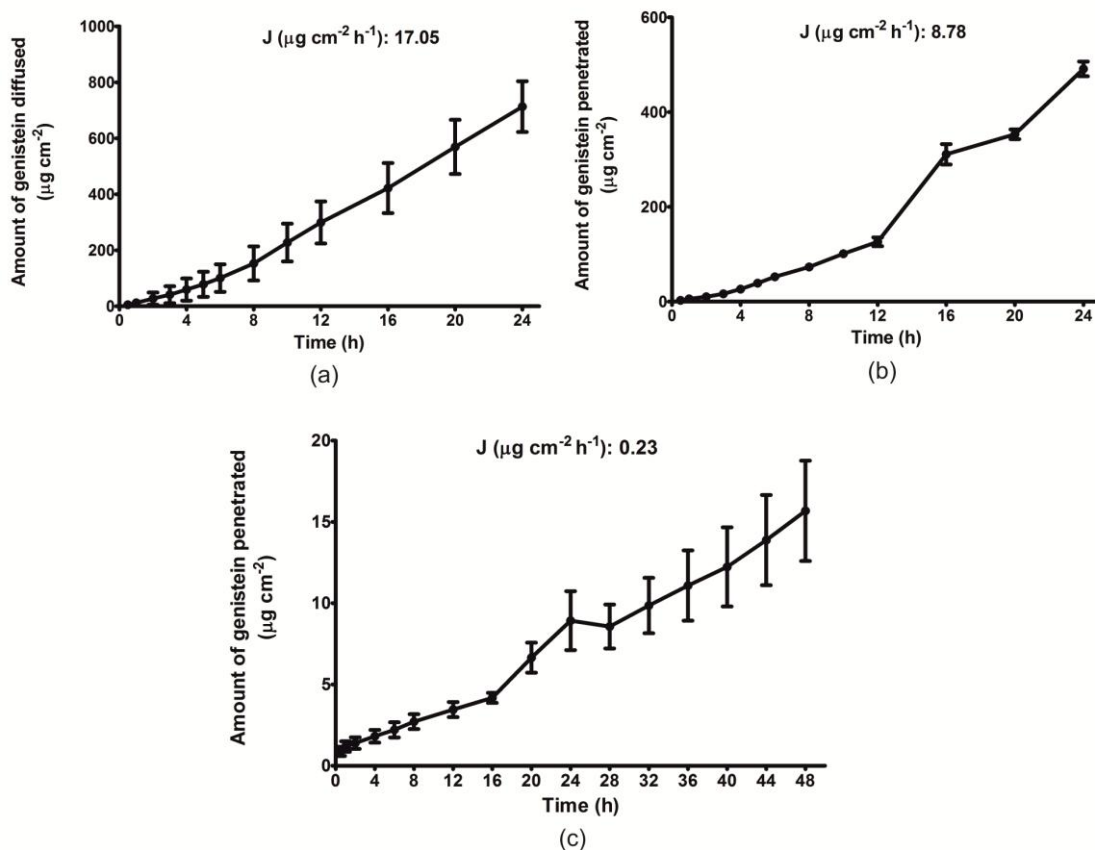 J (μg cm⁻² h⁻¹): 17.05
Amount of genistein diffused
(μg cm⁻²)
1000
800
600
400
200
0
0 4 8 12 16 20 24
Time (h)
(a)
J (μg cm⁻² h⁻¹): 8.78
Amount of genistein penetrated
(μg cm⁻²)
600
400
200
0
0 4 8 12 16 20 24
Time (h)
(b)
J (μg cm⁻² h⁻¹): 0.23
Amount of genistein penetrated
(μg cm⁻²)
20
15
10
5
0
0 4 8 12 16 20 24 28 32 36 40 44 48
Time (h)
(c)